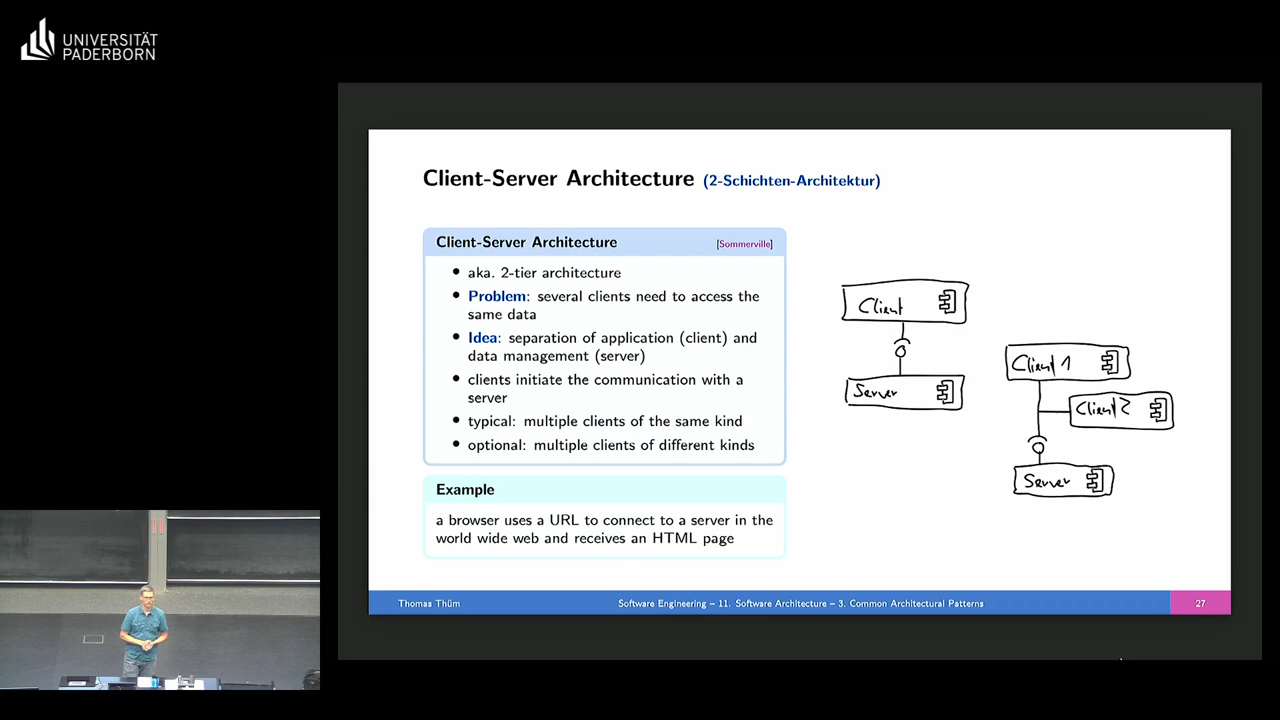 UNIVERSITÄT
PADERBORN
Client-Server Architecture (2-Schichten-Architektur)
Client-Server Architecture [Sommerville]
• aka. 2-tier architecture
• Problem: several clients need to access the
same data
• Idea: separation of application (client) and
data management (server)
• clients initiate the communication with a
server
• typical: multiple clients of the same kind
• optional: multiple clients of different kinds
Example
a browser uses a URL to connect to a server in the
world wide web and receives an HTML page
Client
Server
Client 1
Client 2
Server
Thomas Thüm
Software Engineering – 11. Software Architecture – 3. Common Architectural Patterns
27